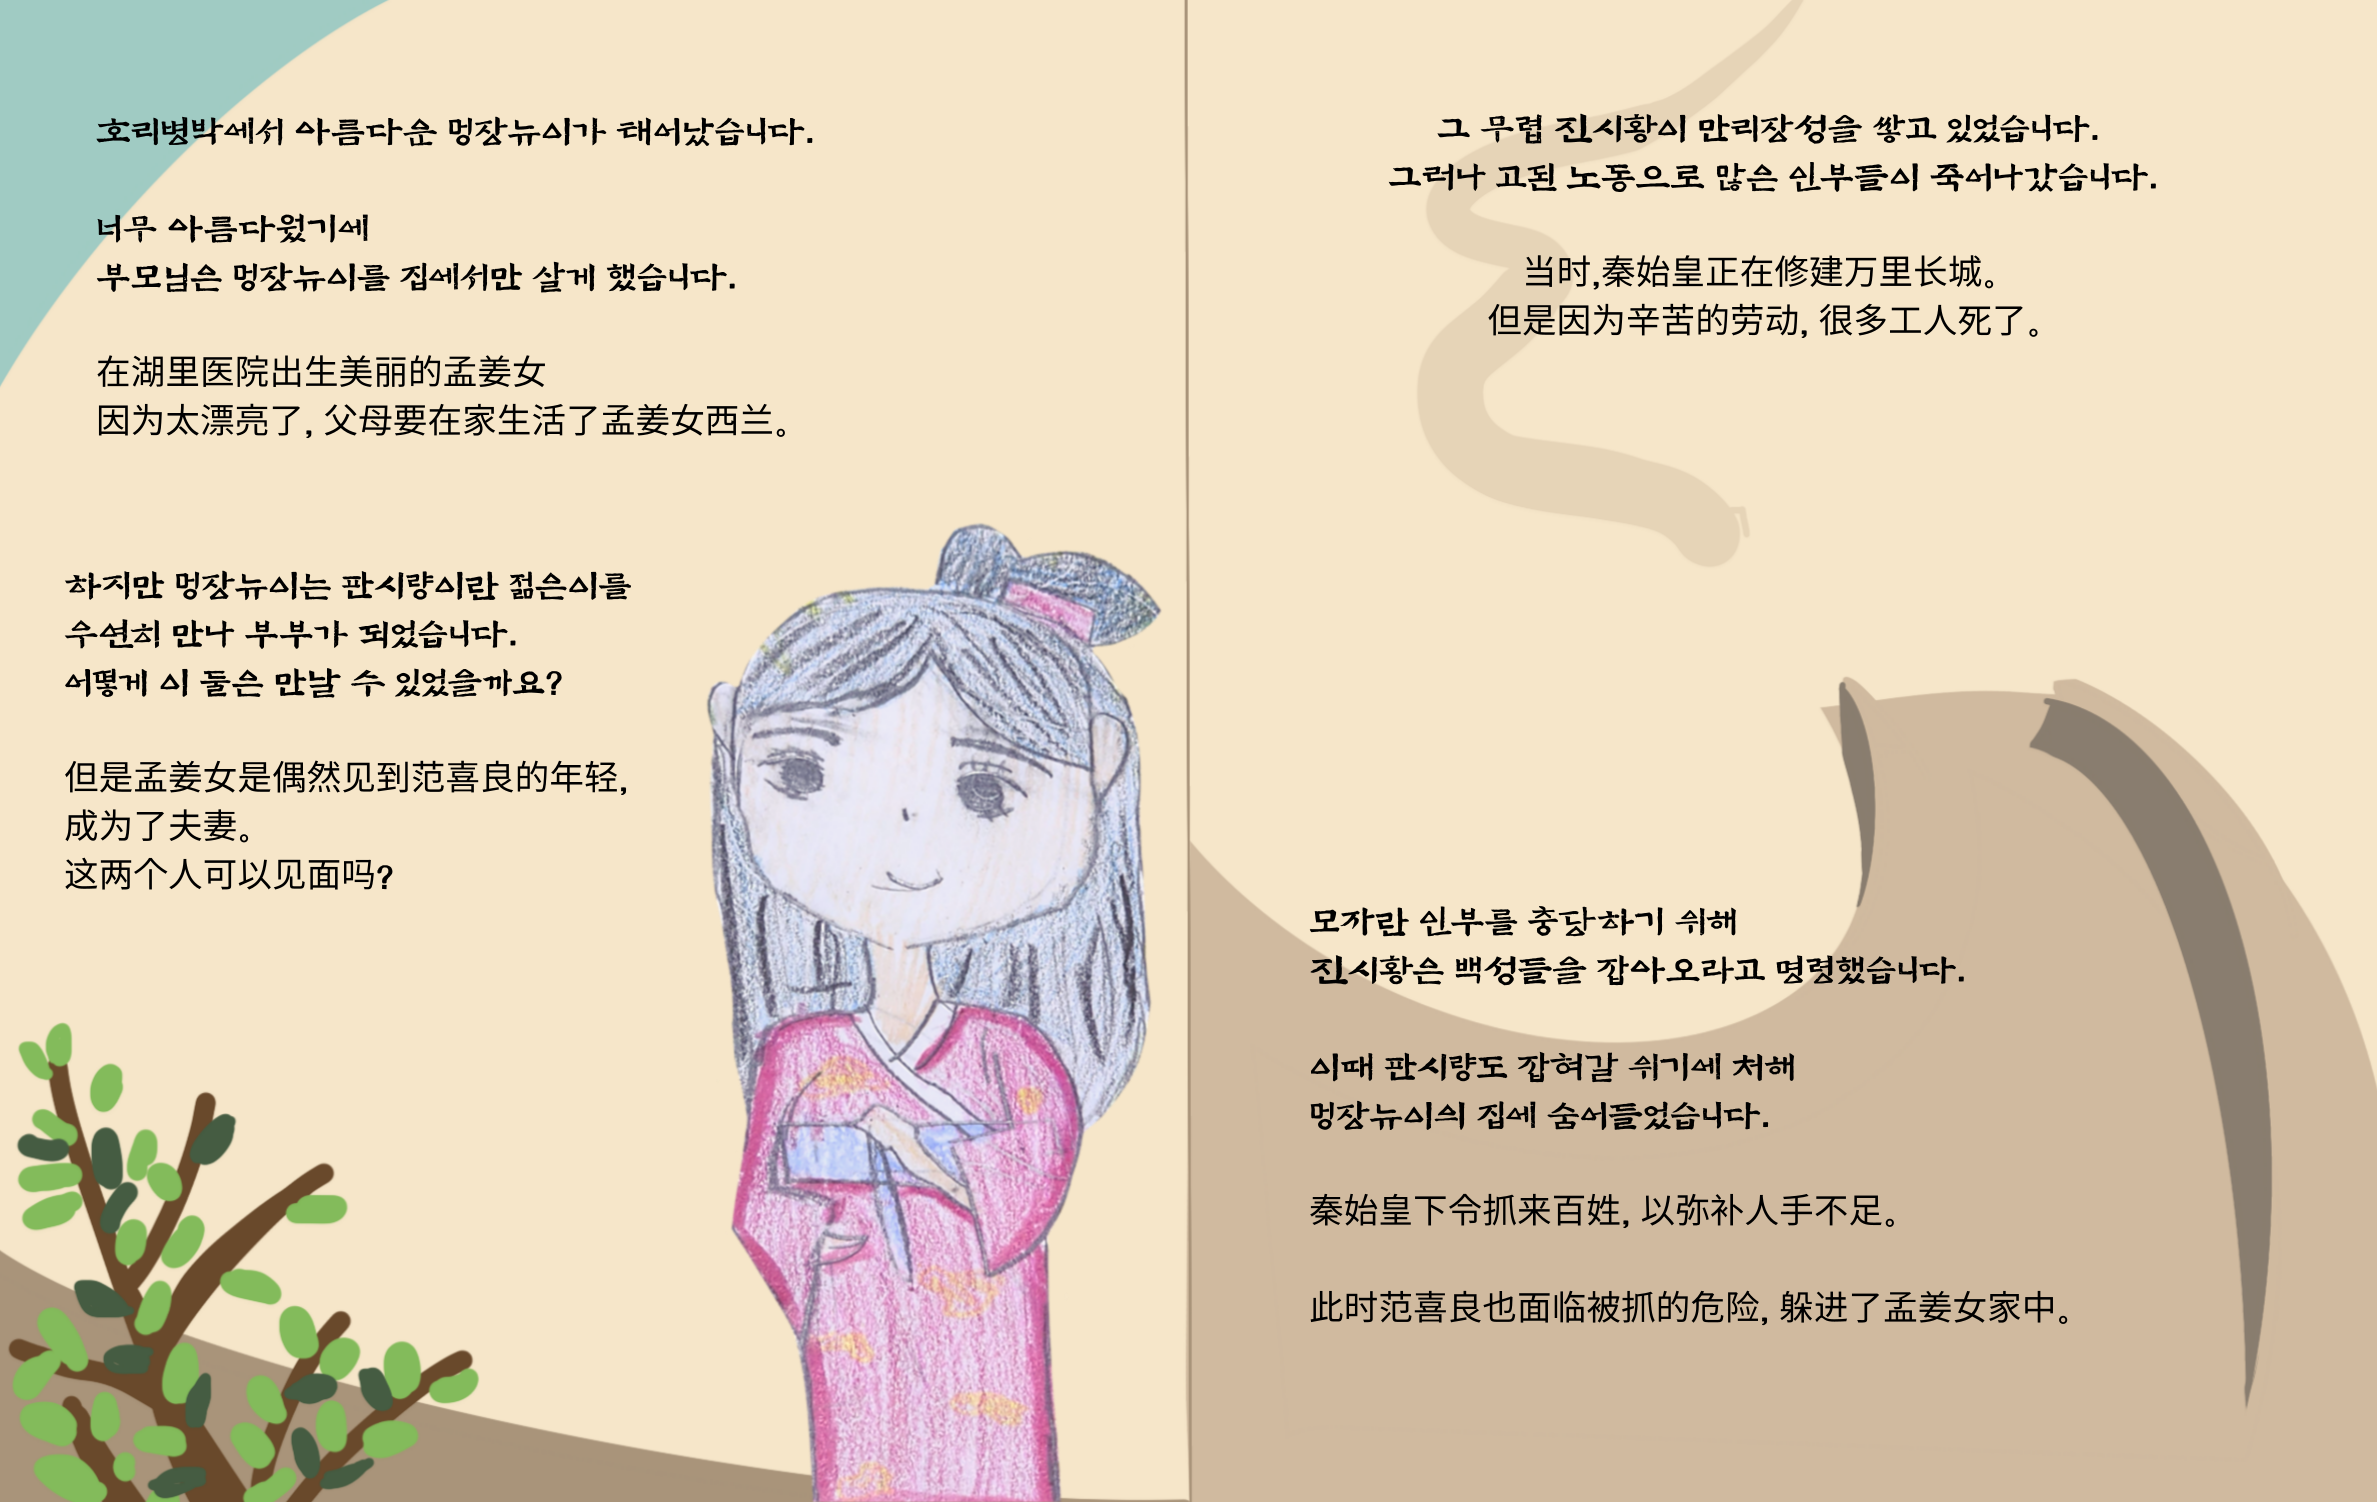 호리병박에서 아름다운 멍장뉴이가 태어났습니다.
너무 아름다웠기에
부모님은 멍장뉴이를 집에서만 살게 했습니다.
在湖里医院出生美丽的孟姜女
因为太漂亮了, 父母要在家生活了孟姜女西兰。
하지만 멍장뉴이는 판시량이란 젊은이를
우연히 만나 부부가 되었습니다.
어떻게 이 둘은 만날 수 있었을까요?
但是孟姜女是偶然见到范喜良的年轻,
成为了夫妻。
这两个人可以见面吗?
그 무렵 진시황이 만리장성을 쌓고 있었습니다.
그러나 고된 노동으로 많은 인부들이 죽어나갔습니다.
当时,秦始皇正在修建万里长城。
但是因为辛苦的劳动, 很多工人死了。
모자란 인부를 충당하기 위해
진시황은 백성들을 잡아오라고 명령했습니다.
이때 판시량도 잡혀갈 위기에 처해
멍장뉴이의 집에 숨어들었습니다.
秦始皇下令抓来百姓, 以弥补人手不足。
此时范喜良也面临被抓的危险, 躲进了孟姜女家中。